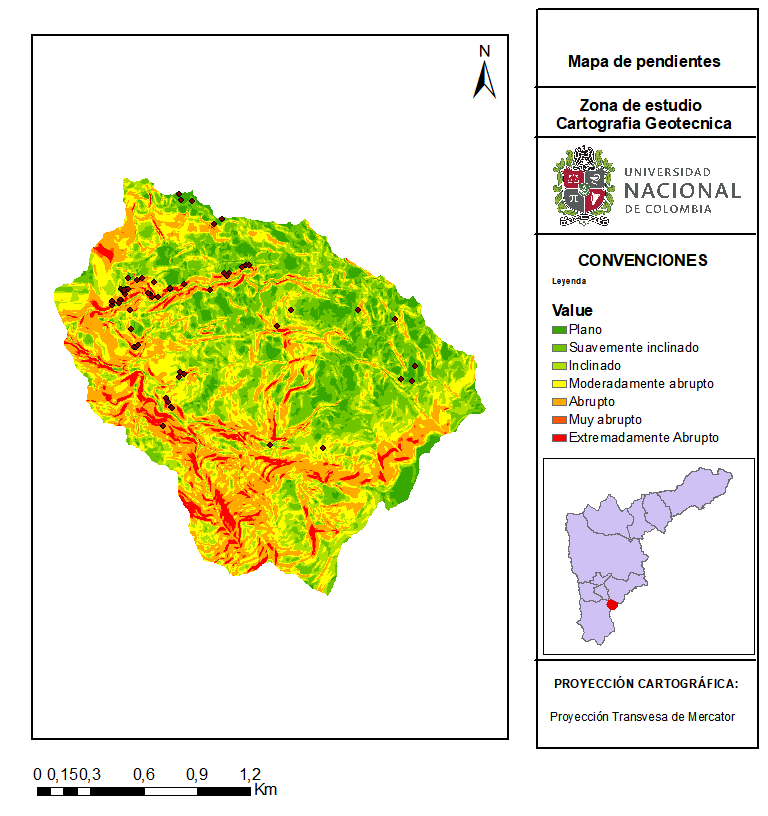 N
Mapa de pendientes
Zona de estudio
Cartografia Geotecnica
UNIVERSIDAD
NACIONAL
DE COLOMBIA
CONVENCIONES
Leyenda
Value
Plano
Suavemente inclinado
Inclinado
Moderadamente abrupto
Abrupto
Muy abrupto
Extremadamente Abrupto
PROYECCIÓN CARTOGRÁFICA:
Proyección Transvesa de Mercator
0 0,150,3 0,6 0,9 1,2
Km